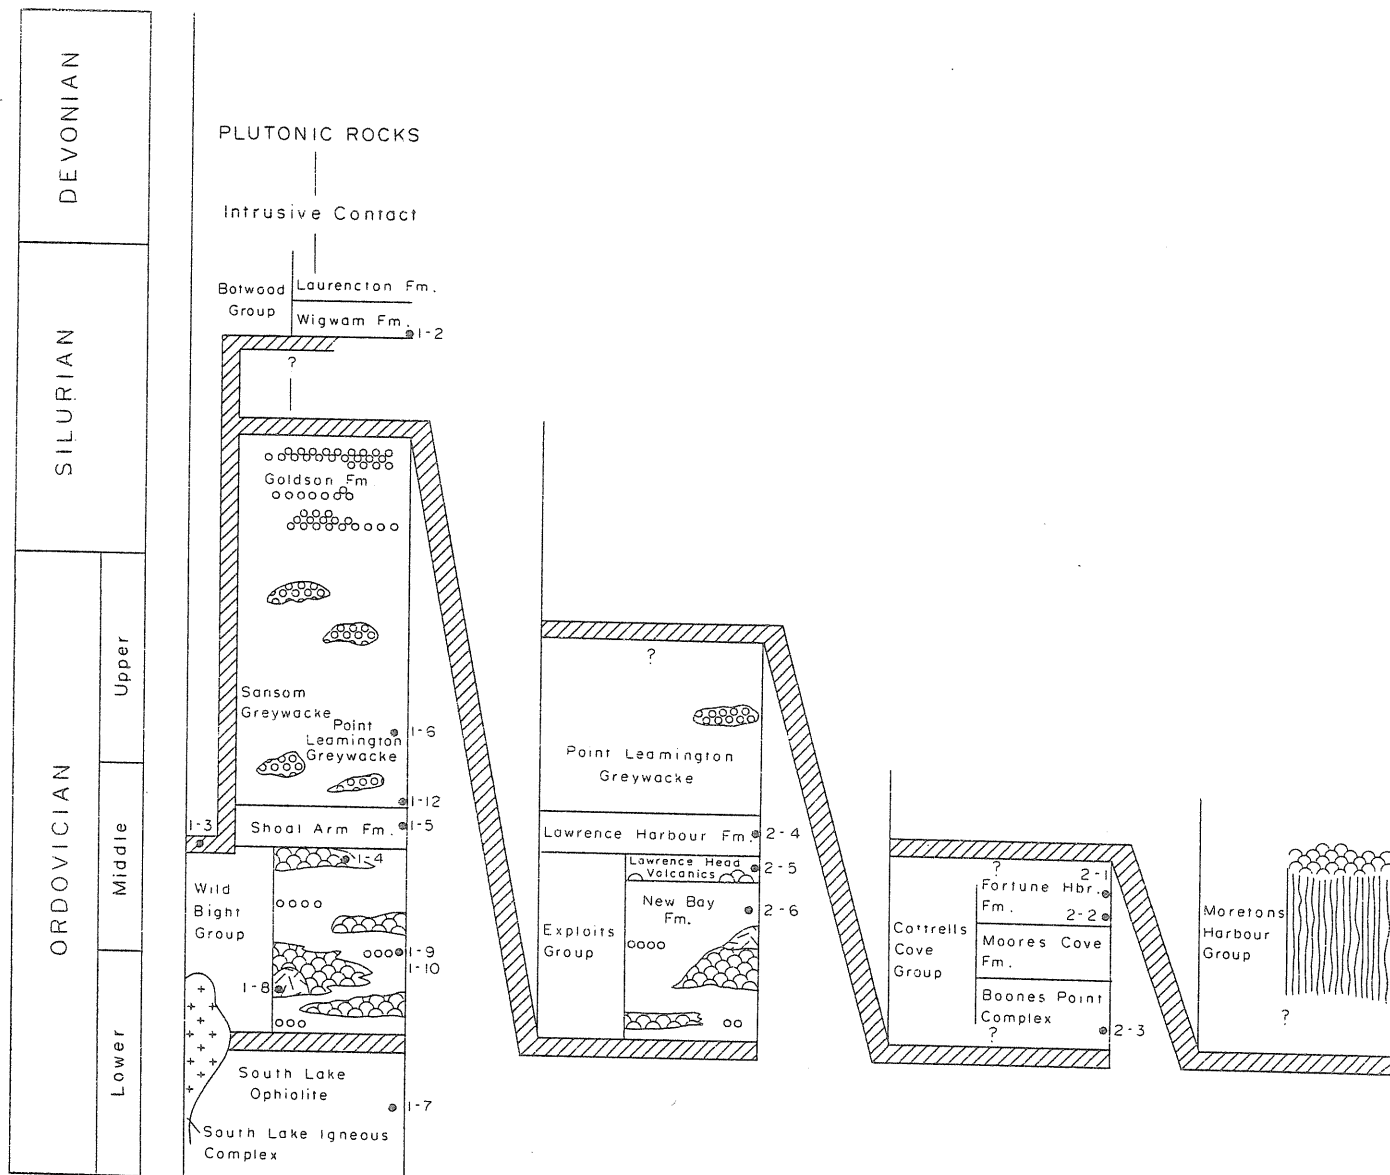 DEVONIAN
SILURIAN
ORDOVICIAN
Upper
Middle
Lower
PLUTONIC ROCKS
Intrusive Contact
Botwood
Group
Laurencton Fm.
Wigwam Fm.
1-2
?
Goldson Fm
Sansom
Greywacke
Point
Leamington
Greywacke
1-6
1-12
1-3
Shoal Arm Fm.
1-5
1-4
Wild
Bight
Group
1-9
1-10
1-8
South Lake
Ophiolite
1-7
South Lake Igneous
Complex
?
Point Leamington
Greywacke
Lawrence Harbour Fm.
2-4
Lawrence Head
Volcanics
2-5
New Bay
Fm.
2-6
Exploits
Group
?
2-1
Fortune Hbr.
Fm.
2-2
Cottrells
Cove
Group
Moores Cove
Fm.
Boones Point
Complex
?
2-3
Moretons
Harbour
Group
?